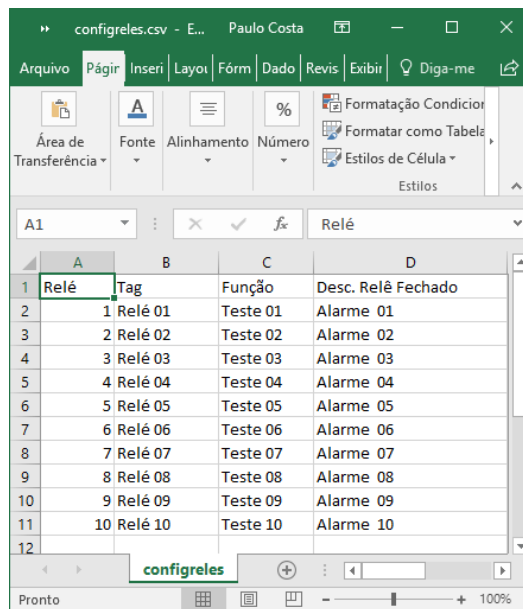 configreles.csv - E... Paulo Costa
Arquivo Págir Inseri Layou Fórm Dado Revis Exibir Diga-me
Área de Transferência
Fonte
Alinhamento
%
Número
Formatação Condicior
Formatar como Tabela
Estilos de Célula
Estilos
A1 fx Relé
A B C D
1 Relé Tag Função Desc. Relê Fechado
2 1 Relé 01 Teste 01 Alarme 01
3 2 Relé 02 Teste 02 Alarme 02
4 3 Relé 03 Teste 03 Alarme 03
5 4 Relé 04 Teste 04 Alarme 04
6 5 Relé 05 Teste 05 Alarme 05
7 6 Relé 06 Teste 06 Alarme 06
8 7 Relé 07 Teste 07 Alarme 07
9 8 Relé 08 Teste 08 Alarme 08
10 9 Relé 09 Teste 09 Alarme 09
11 10 Relé 10 Teste 10 Alarme 10
12
configreles
Pronto 100%